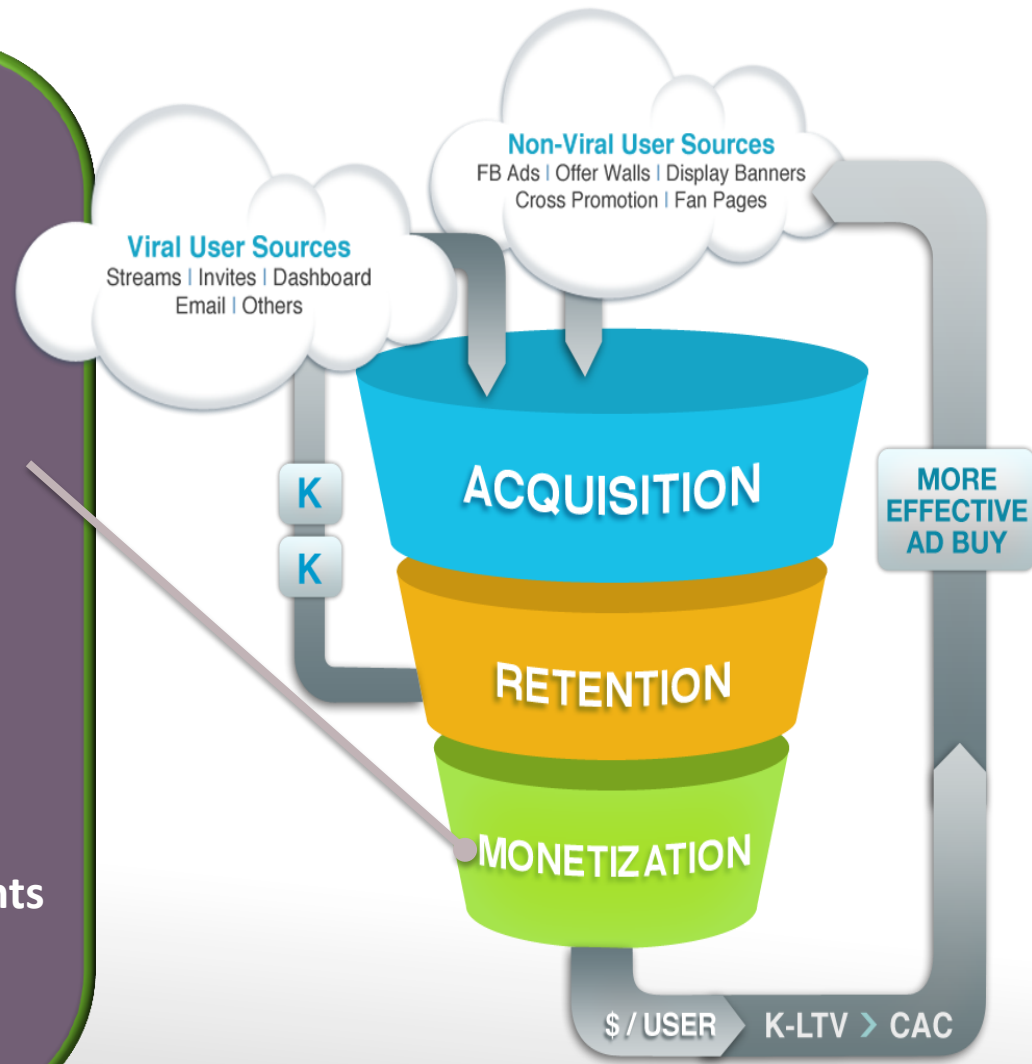 Non-Viral User Sources
FB Ads | Offer Walls | Display Banners
Cross Promotion | Fan Pages
Viral User Sources
Streams | Invites | Dashboard
Email | Others
K
K
ACQUISITION
MORE
EFFECTIVE
AD BUY
RETENTION
MONETIZATION
nts
$ / USER
K-LTV > CAC